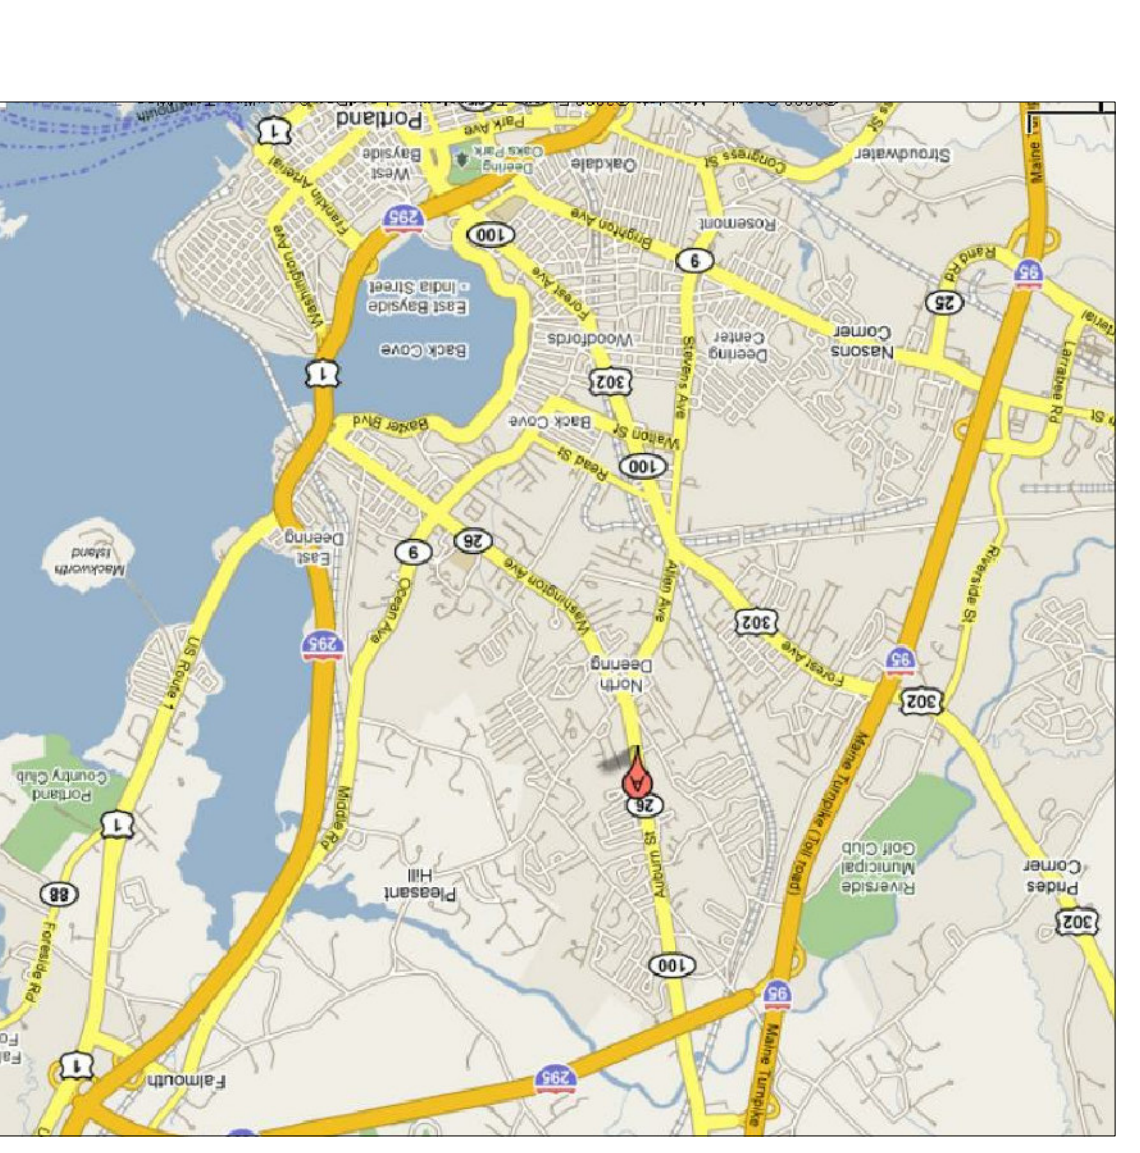 Maine Turnpike
295
Falmouth
1
95
100
Foreside Rd
302
Prides
Corner
Riverside
Municipal
Golf Club
Maine Turnpike (Toll road)
Auburn St
Pleasant
Hill
88
26
A
Middle Rd
1
Portland
Country Club
302
95
Forest Ave
North
Deering
295
US Route 1
302
Riverside St
Allen Ave
Washington Ave
Ocean Ave
9
26
East
Deering
Mackworth
Island
100
Read St
Walton St
Back Cove
Baxter Blvd
Larrabee Rd
Stevens Ave
302
1
Nasons
Corner
Deering
Center
Woodfords
Back Cove
East Bayside
- India Street
25
95
Rand Rd
9
Forest Ave
Washington Ave
Brighton Ave
100
295
Rosemont
Franklin Arterial
Stroudwater
Congress St
Oakdale
Deering
Oaks Park
West
Bayside
Maine
Park Ave
Portland
1